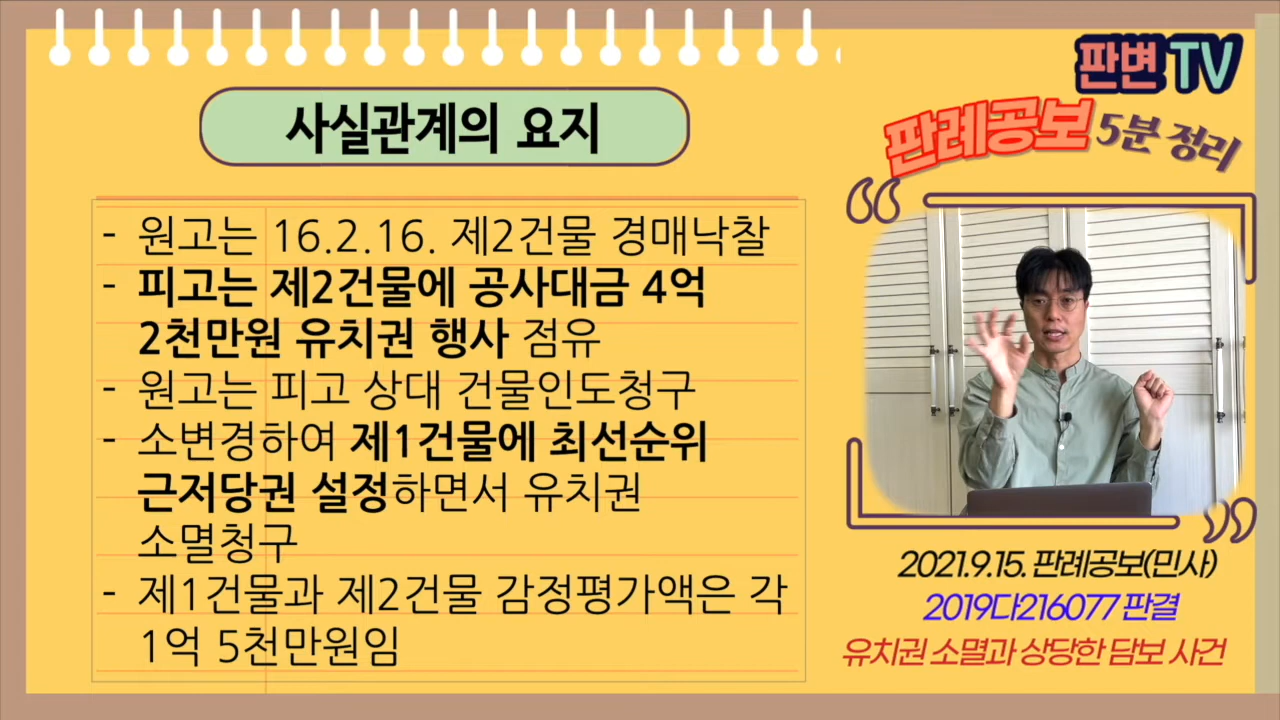 판변 TV
판례공보 5분 정리
사실관계의 요지
- 원고는 16.2.16. 제2건물 경매낙찰
- 피고는 제2건물에 공사대금 4억
2천만원 유치권 행사 점유
- 원고는 피고 상대 건물인도청구
- 소변경하여 제1건물에 최선순위
근저당권 설정하면서 유치권
소멸청구
- 제1건물과 제2건물 감정평가액은 각
1억 5천만원임
2021.9.15. 판례공보(민사)
2019다216077 판결
유치권 소멸과 상당한 담보 사건